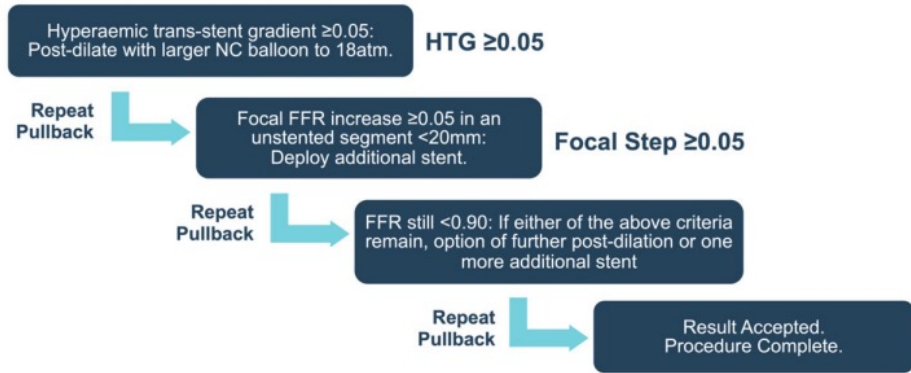 Hyperaemic trans-stent gradient ≥0.05:
Post-dilate with larger NC balloon to 18atm.
HTG ≥0.05
Repeat
Pullback
Focal FFR increase ≥0.05 in an
unstented segment <20mm:
Deploy additional stent.
Focal Step ≥0.05
Repeat
Pullback
FFR still <0.90: If either of the above criteria
remain, option of further post-dilation or one
more additional stent
Repeat
Pullback
Result Accepted.
Procedure Complete.